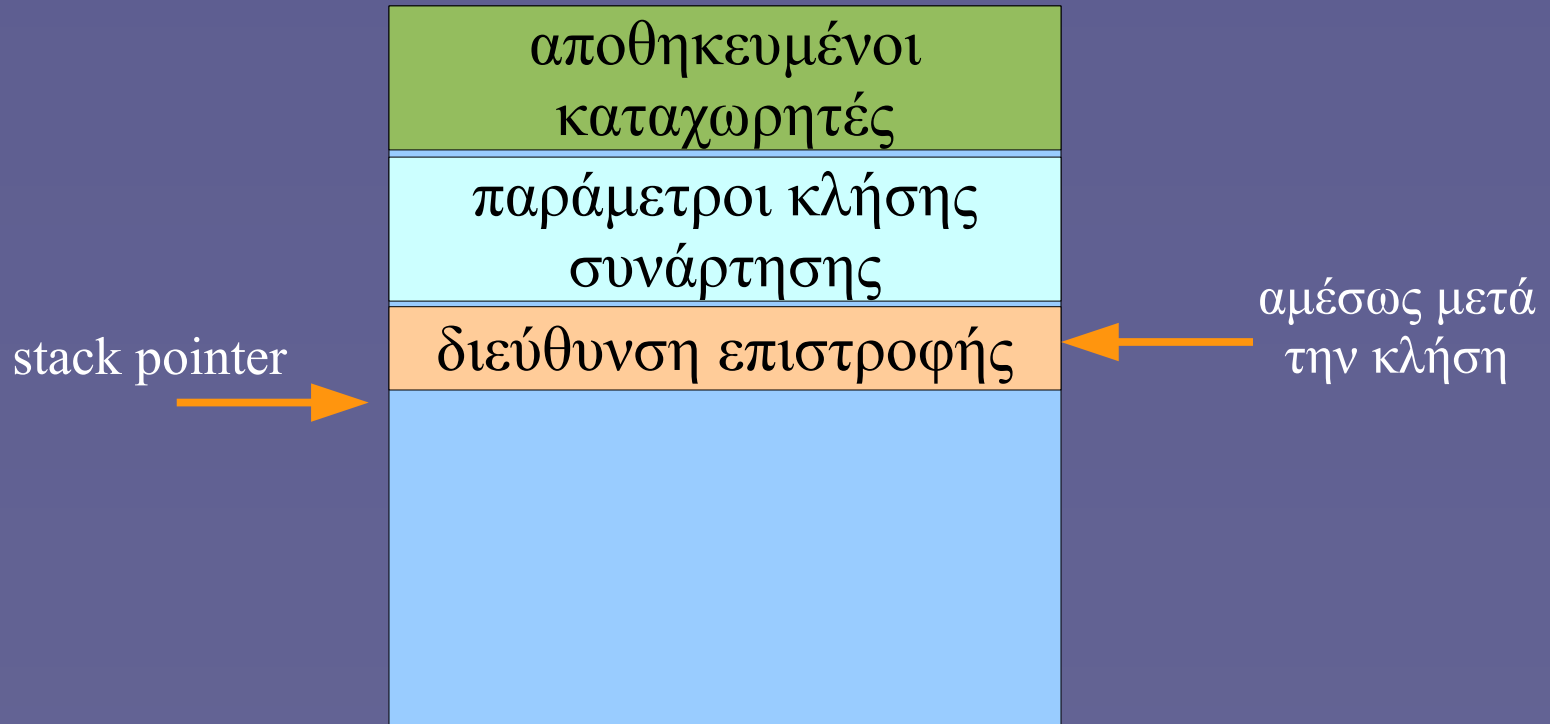 αποθηκευμένοι
καταχωρητές
παράμετροι κλήσης
συνάρτησης
διεύθυνση επιστροφής
stack pointer
αμέσως μετά
την κλήση